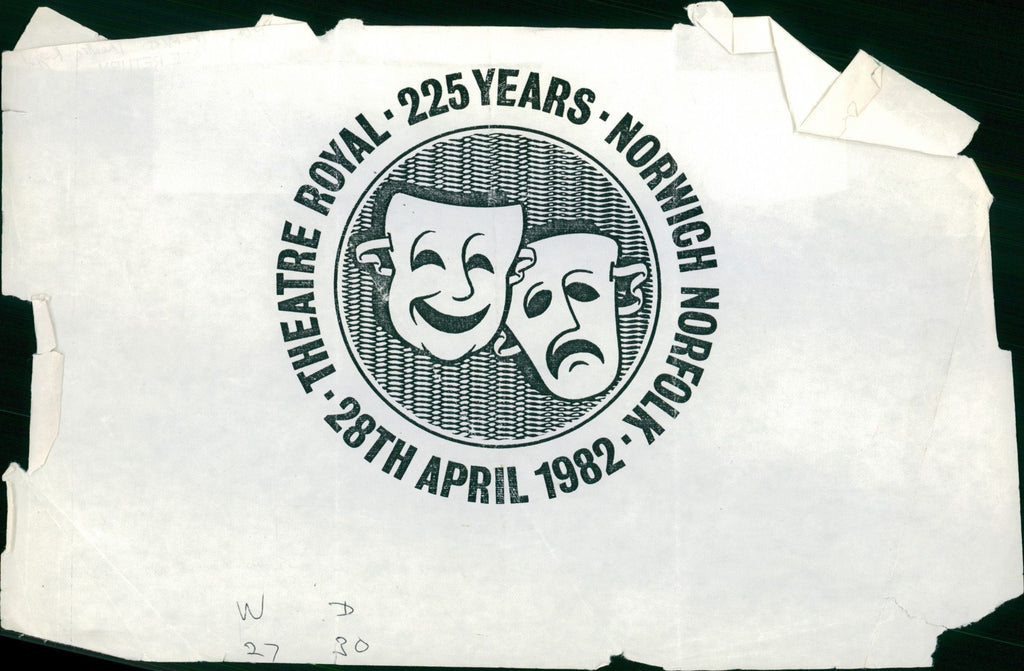 THEATRE ROYAL · 225 YEARS · NORWICH NORFOLK · 28TH APRIL 1982 ·
W D
27 30